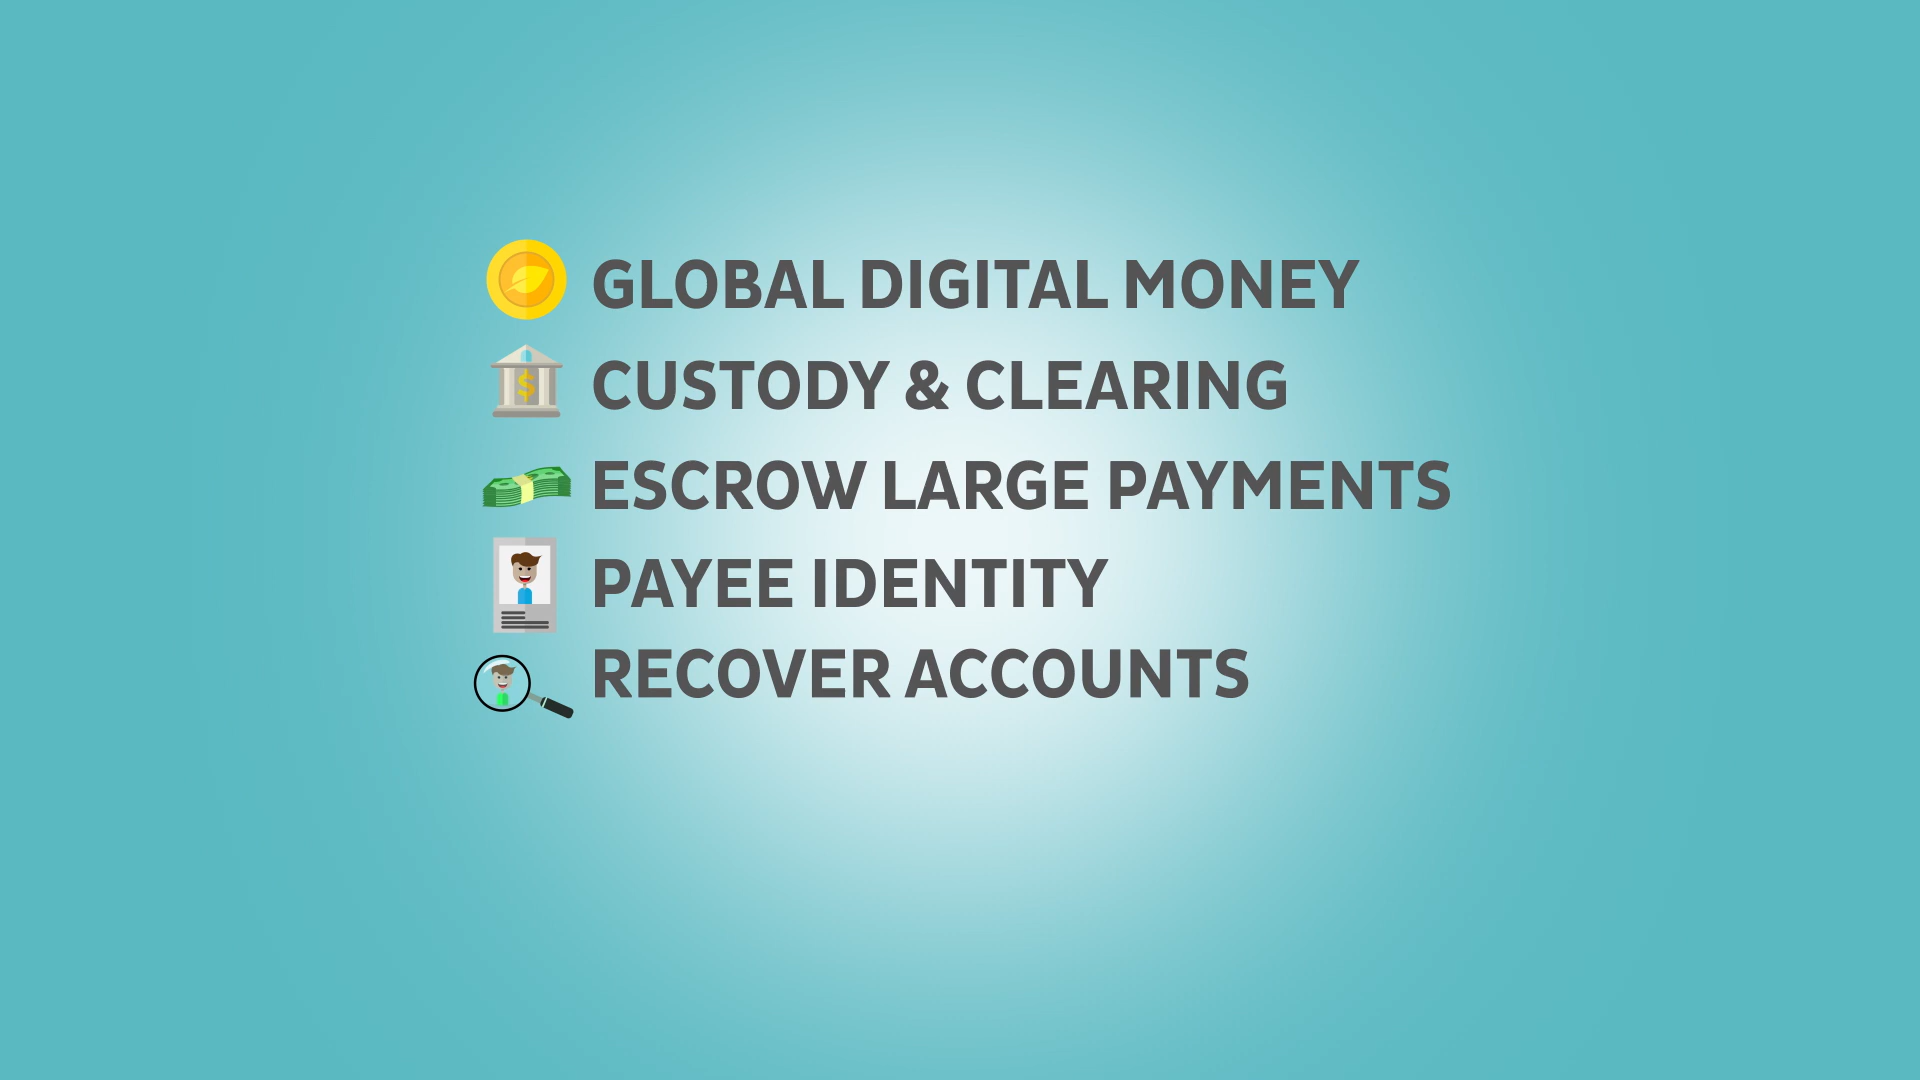 GLOBAL DIGITAL MONEY
CUSTODY & CLEARING
ESCROW LARGE PAYMENTS
PAYEE IDENTITY
RECOVER ACCOUNTS